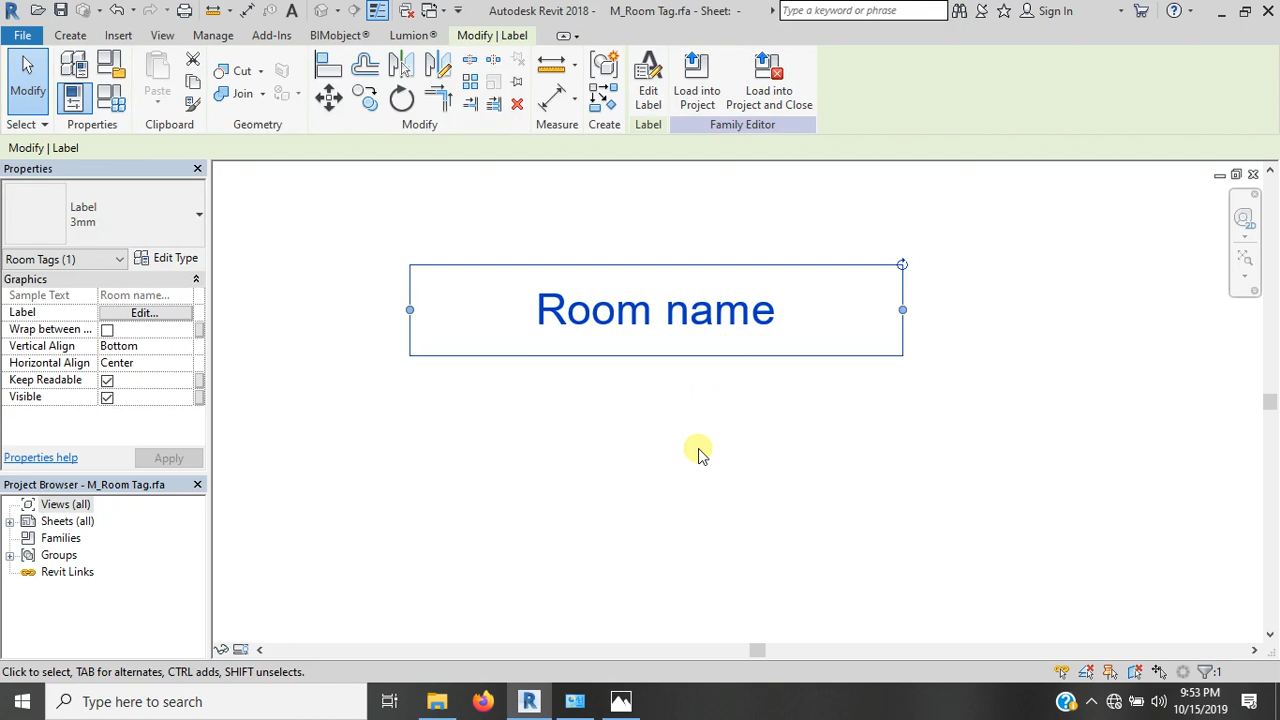 Autodesk Revit 2018 - M_Room Tag.rfa - Sheet: -
Type a keyword or phrase
Sign In
File Create Insert View Manage Add-Ins BIMobject® Lumion® Modify | Label
Modify
Select
Properties
Paste
Clipboard
Cut
Join
Geometry
Modify
Measure
Create
Edit
Label
Label
Load into
Project
Load into
Project and Close
Family Editor
Modify | Label
Properties
Label
3mm
Room Tags (1)
Edit Type
Graphics
Sample Text Room name...
Label Edit...
Wrap between ...
Vertical Align Bottom
Horizontal Align Center
Keep Readable
Visible
Properties help
Apply
Project Browser - M_Room Tag.rfa
Views (all)
Sheets (all)
Families
Groups
Revit Links
Room name
2D
Click to select, TAB for alternates, CTRL adds, SHIFT unselects.
:1
Type here to search
9:53 PM
10/15/2019